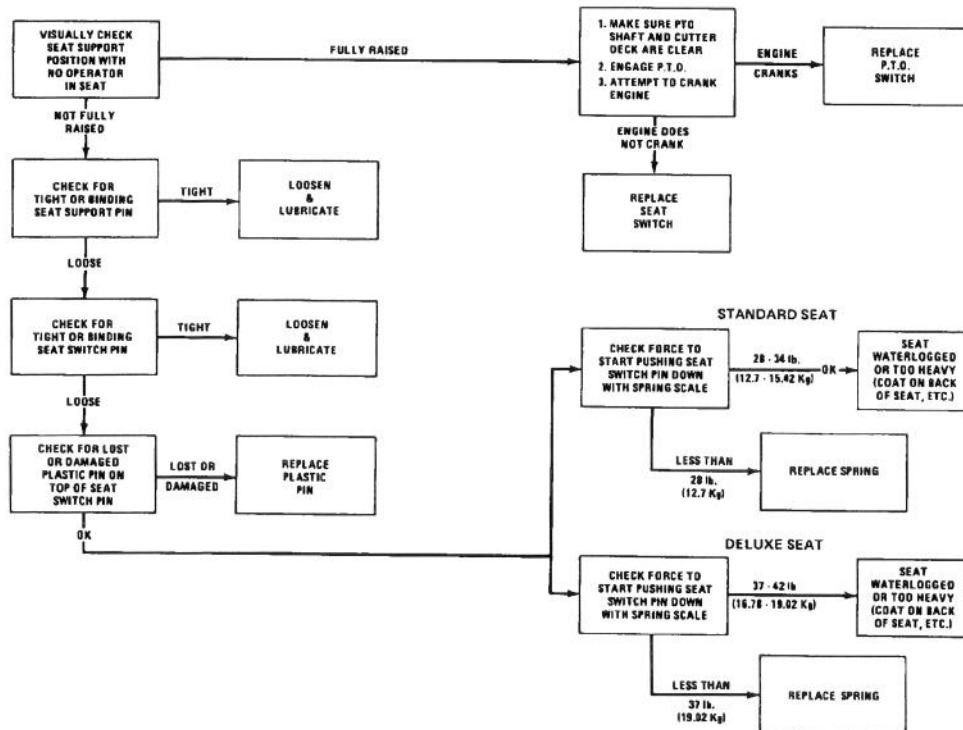 VISUALLY CHECK
SEAT SUPPORT
POSITION WITH
NO OPERATOR
IN SEAT
FULLY RAISED
1. MAKE SURE PTO
SHAFT AND CUTTER
DECK ARE CLEAR
2. ENGAGE P.T.O.
3. ATTEMPT TO CRANK
ENGINE
ENGINE
CRANKS
REPLACE
P.T.O.
SWITCH
NOT FULLY
RAISED
ENGINE DOES
NOT CRANK
REPLACE
SEAT
SWITCH
CHECK FOR
TIGHT OR BINDING
SEAT SUPPORT PIN
TIGHT
LOOSEN
&
LUBRICATE
LOOSE
CHECK FOR
TIGHT OR BINDING
SEAT SWITCH PIN
TIGHT
LOOSEN
&
LUBRICATE
LOOSE
CHECK FOR LOST
OR DAMAGED
PLASTIC PIN ON
TOP OF SEAT
SWITCH PIN
LOST OR
DAMAGED
REPLACE
PLASTIC
PIN
OK
STANDARD SEAT
CHECK FORCE TO
START PUSHING SEAT
SWITCH PIN DOWN
WITH SPRING SCALE
28 - 34 lb.
(12.7 - 15.42 Kg)
OK
SEAT
WATERLOGGED
OR TOO HEAVY
(COAT ON BACK
OF SEAT, ETC.)
LESS THAN
28 lb.
(12.7 Kg)
REPLACE SPRING
DELUXE SEAT
CHECK FORCE TO
START PUSHING SEAT
SWITCH PIN DOWN
WITH SPRING SCALE
37 - 42 lb
(16.78 - 19.02 Kg)
SEAT
WATERLOGGED
OR TOO HEAVY
(COAT ON BACK
OF SEAT, ETC.)
LESS THAN
37 lb.
(19.02 Kg)
REPLACE SPRING